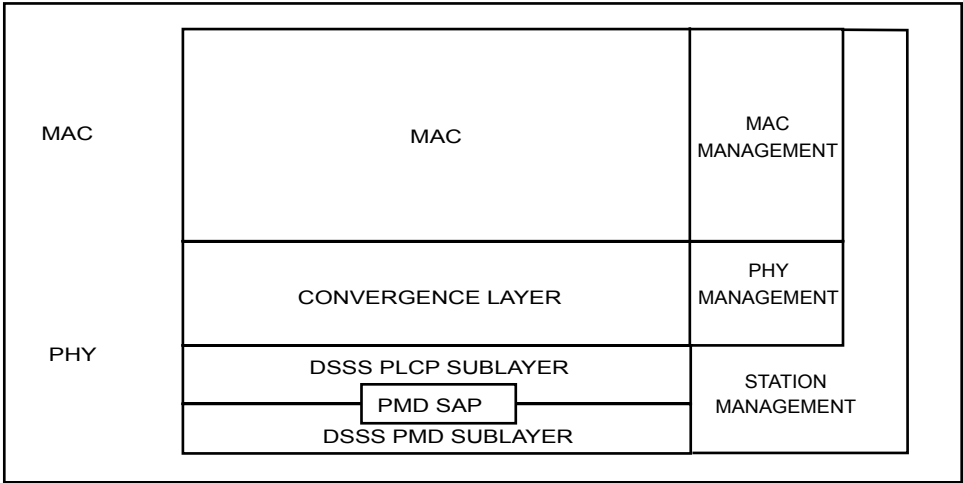 MAC
MAC
MAC
MANAGEMENT
CONVERGENCE LAYER
PHY
MANAGEMENT
PHY
DSSS PLCP SUBLAYER
PMD SAP
DSSS PMD SUBLAYER
STATION
MANAGEMENT